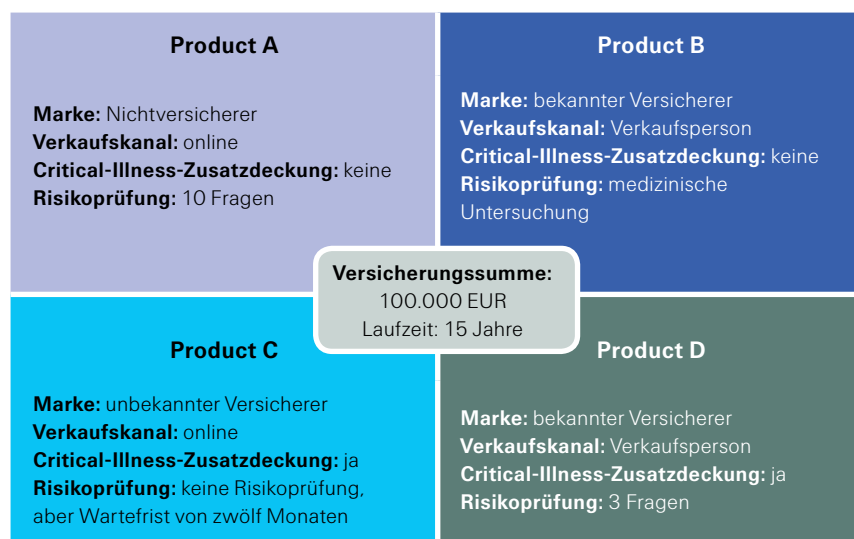 Product A
Marke: Nichtversicherer
Verkaufskanal: online
Critical-Illness-Zusatzdeckung: keine
Risikoprüfung: 10 Fragen
Product B
Marke: bekannter Versicherer
Verkaufskanal: Verkaufsperson
Critical-Illness-Zusatzdeckung: keine
Risikoprüfung: medizinische
Untersuchung
Versicherungssumme:
100.000 EUR
Laufzeit: 15 Jahre
Product C
Marke: unbekannter Versicherer
Verkaufskanal: online
Critical-Illness-Zusatzdeckung: ja
Risikoprüfung: keine Risikoprüfung,
aber Wartefrist von zwölf Monaten
Product D
Marke: bekannter Versicherer
Verkaufskanal: Verkaufsperson
Critical-Illness-Zusatzdeckung: ja
Risikoprüfung: 3 Fragen